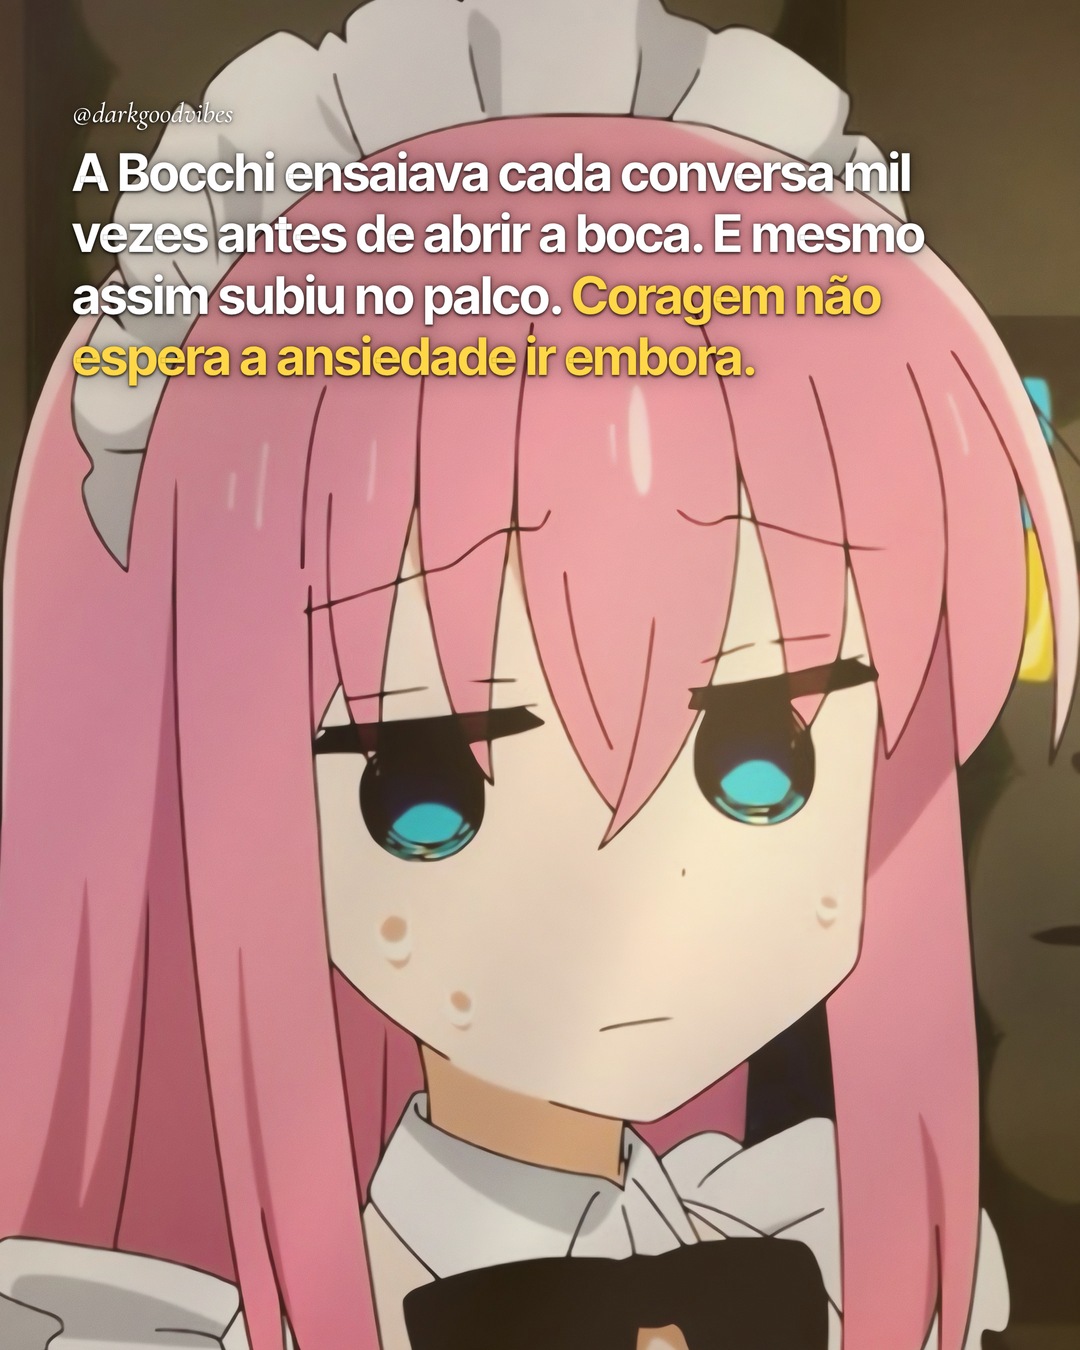 @darkgoodvibes
A Bocchi ensaiava cada conversa mil
vezes antes de abrir a boca. E mesmo
assim subiu no palco. Coragem não
espera a ansiedade ir embora.